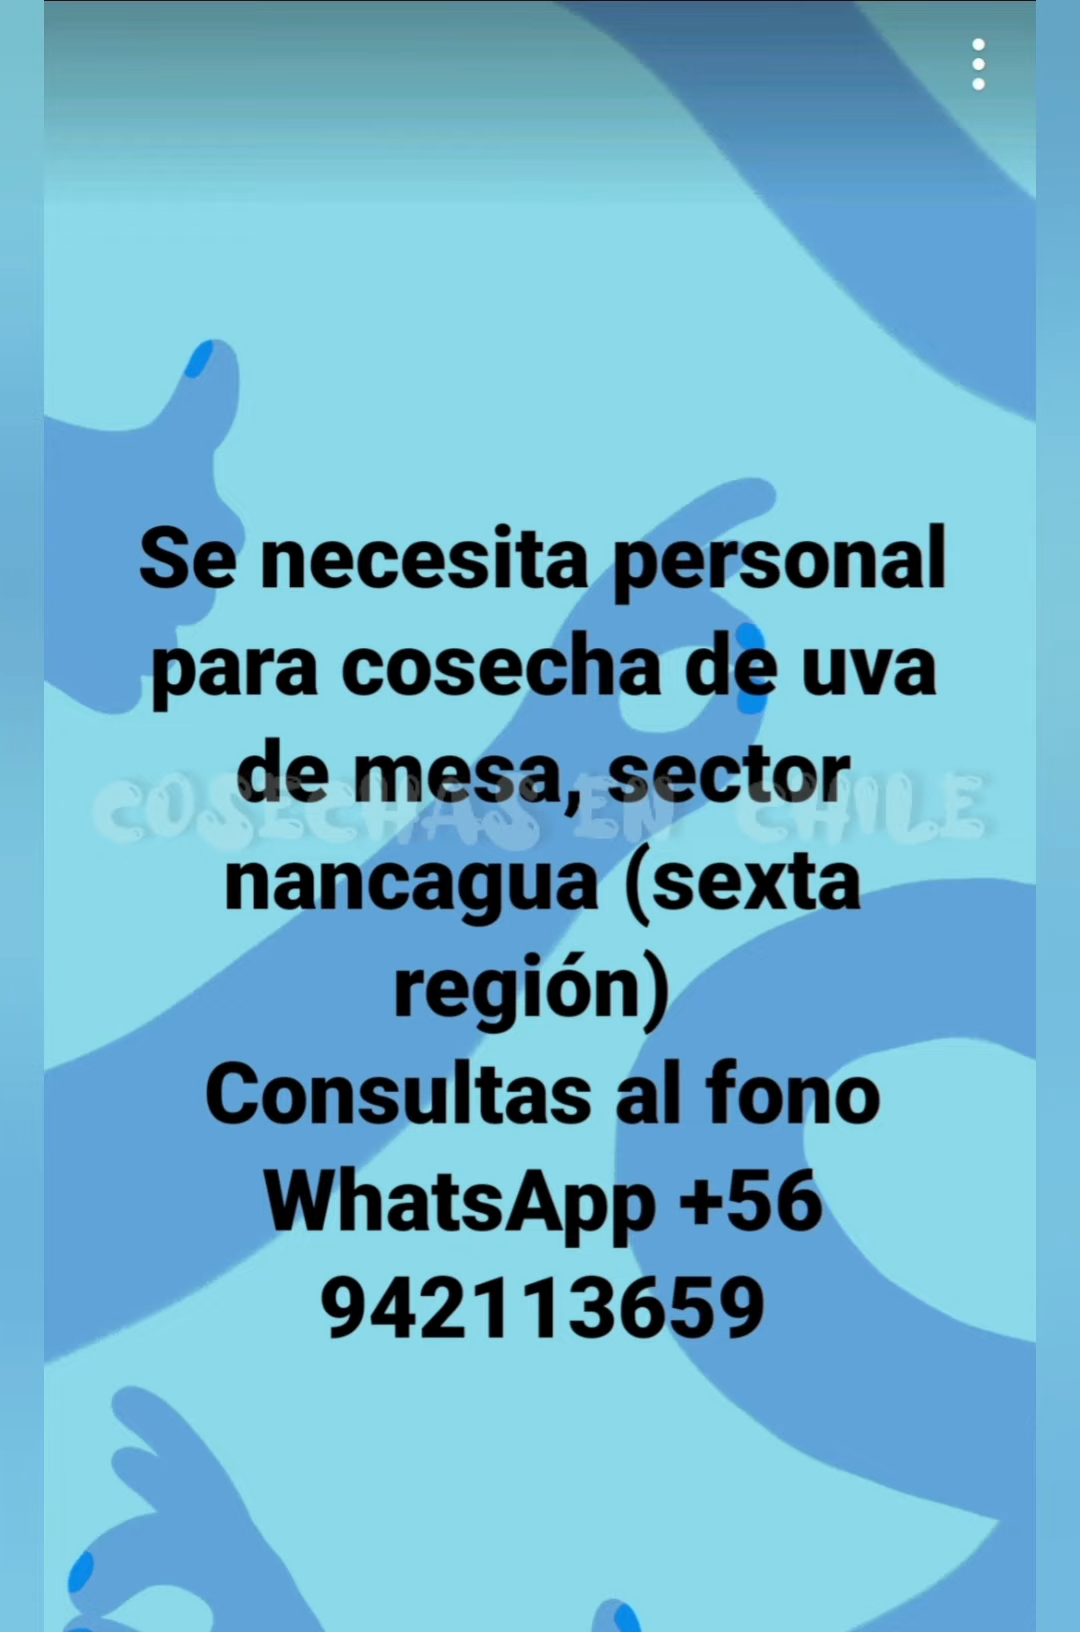 Se necesita personal
para cosecha de uva
de mesa, sector
COSECHAS EN CHILE
nancagua (sexta
región)
Consultas al fono
WhatsApp +56
942113659